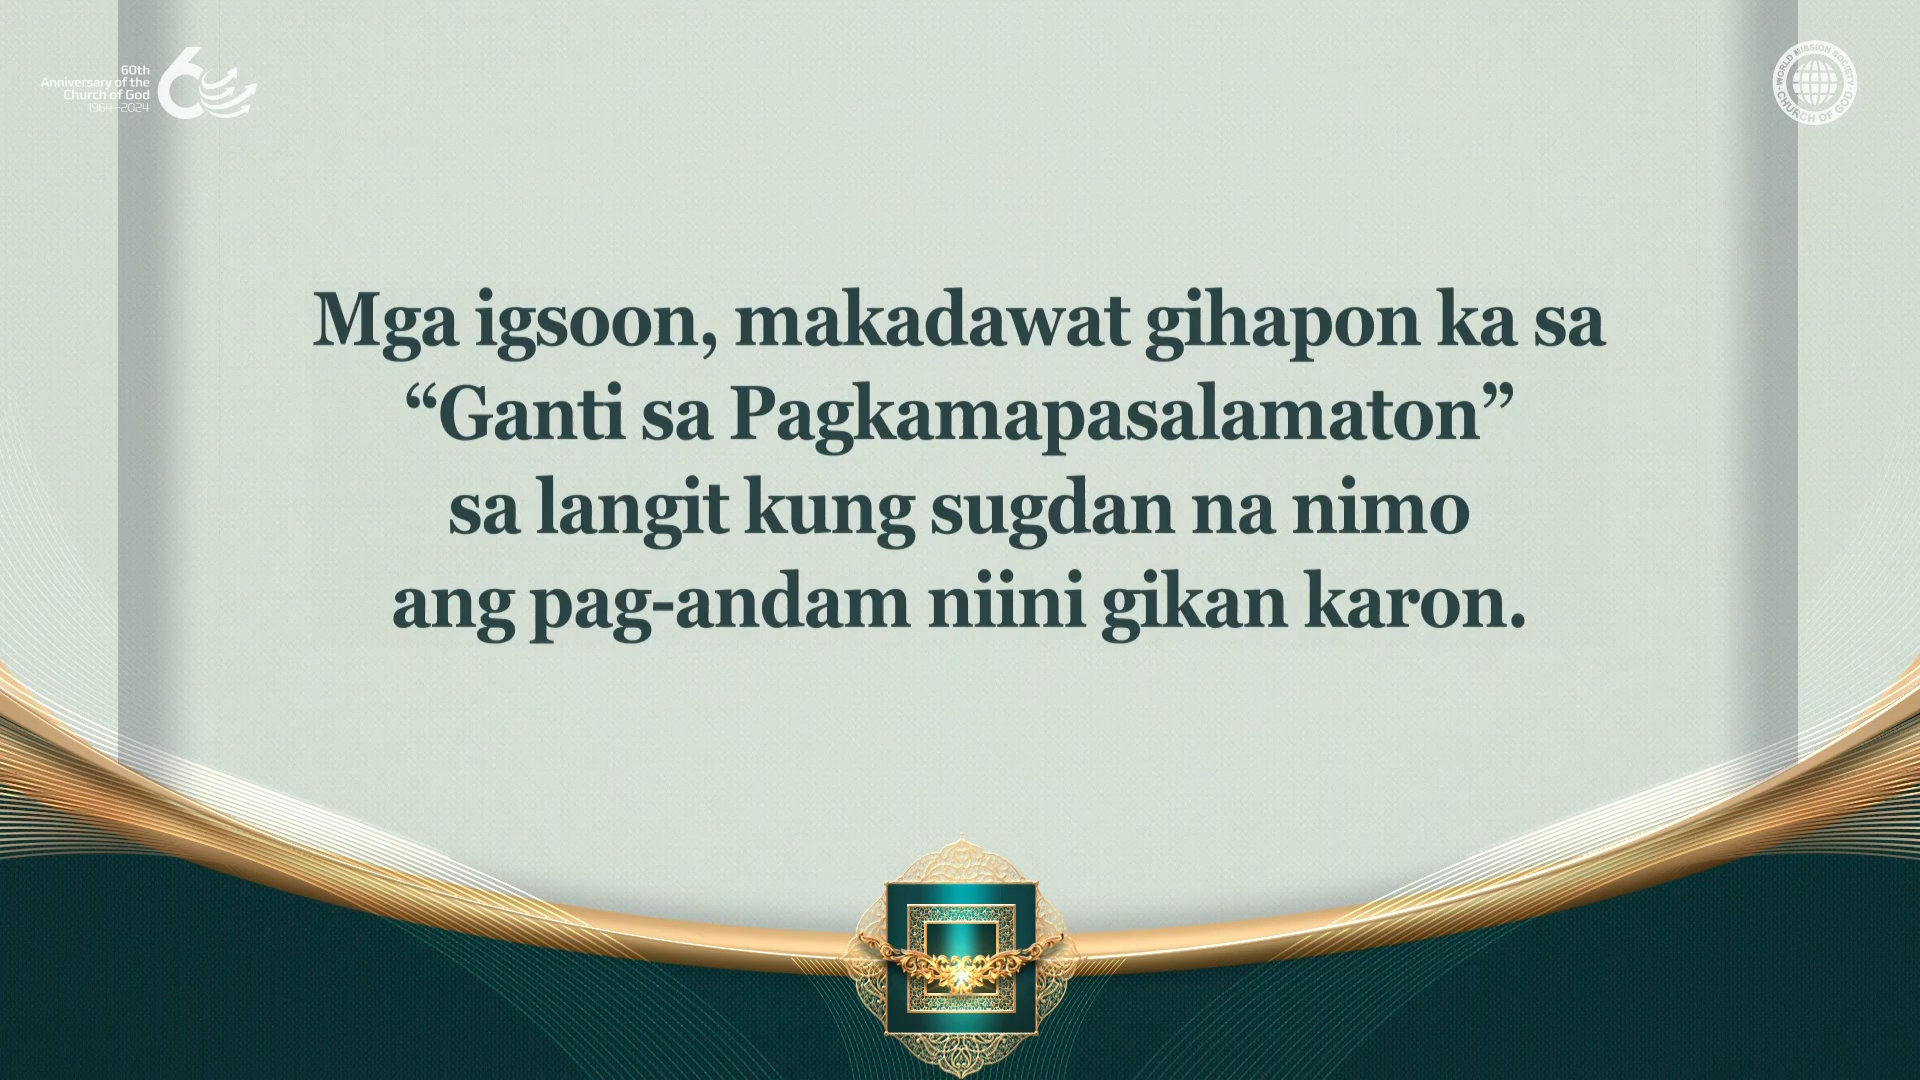 60th
Anniversary of the
Church of God
1964–2024
WORLD MISSION SOCIETY
CHURCH OF GOD
Mga igsoon, makadawat gihapon ka sa
“Ganti sa Pagkamapasalamaton”
sa langit kung sugdan na nimo
ang pag-andam niini gikan karon.